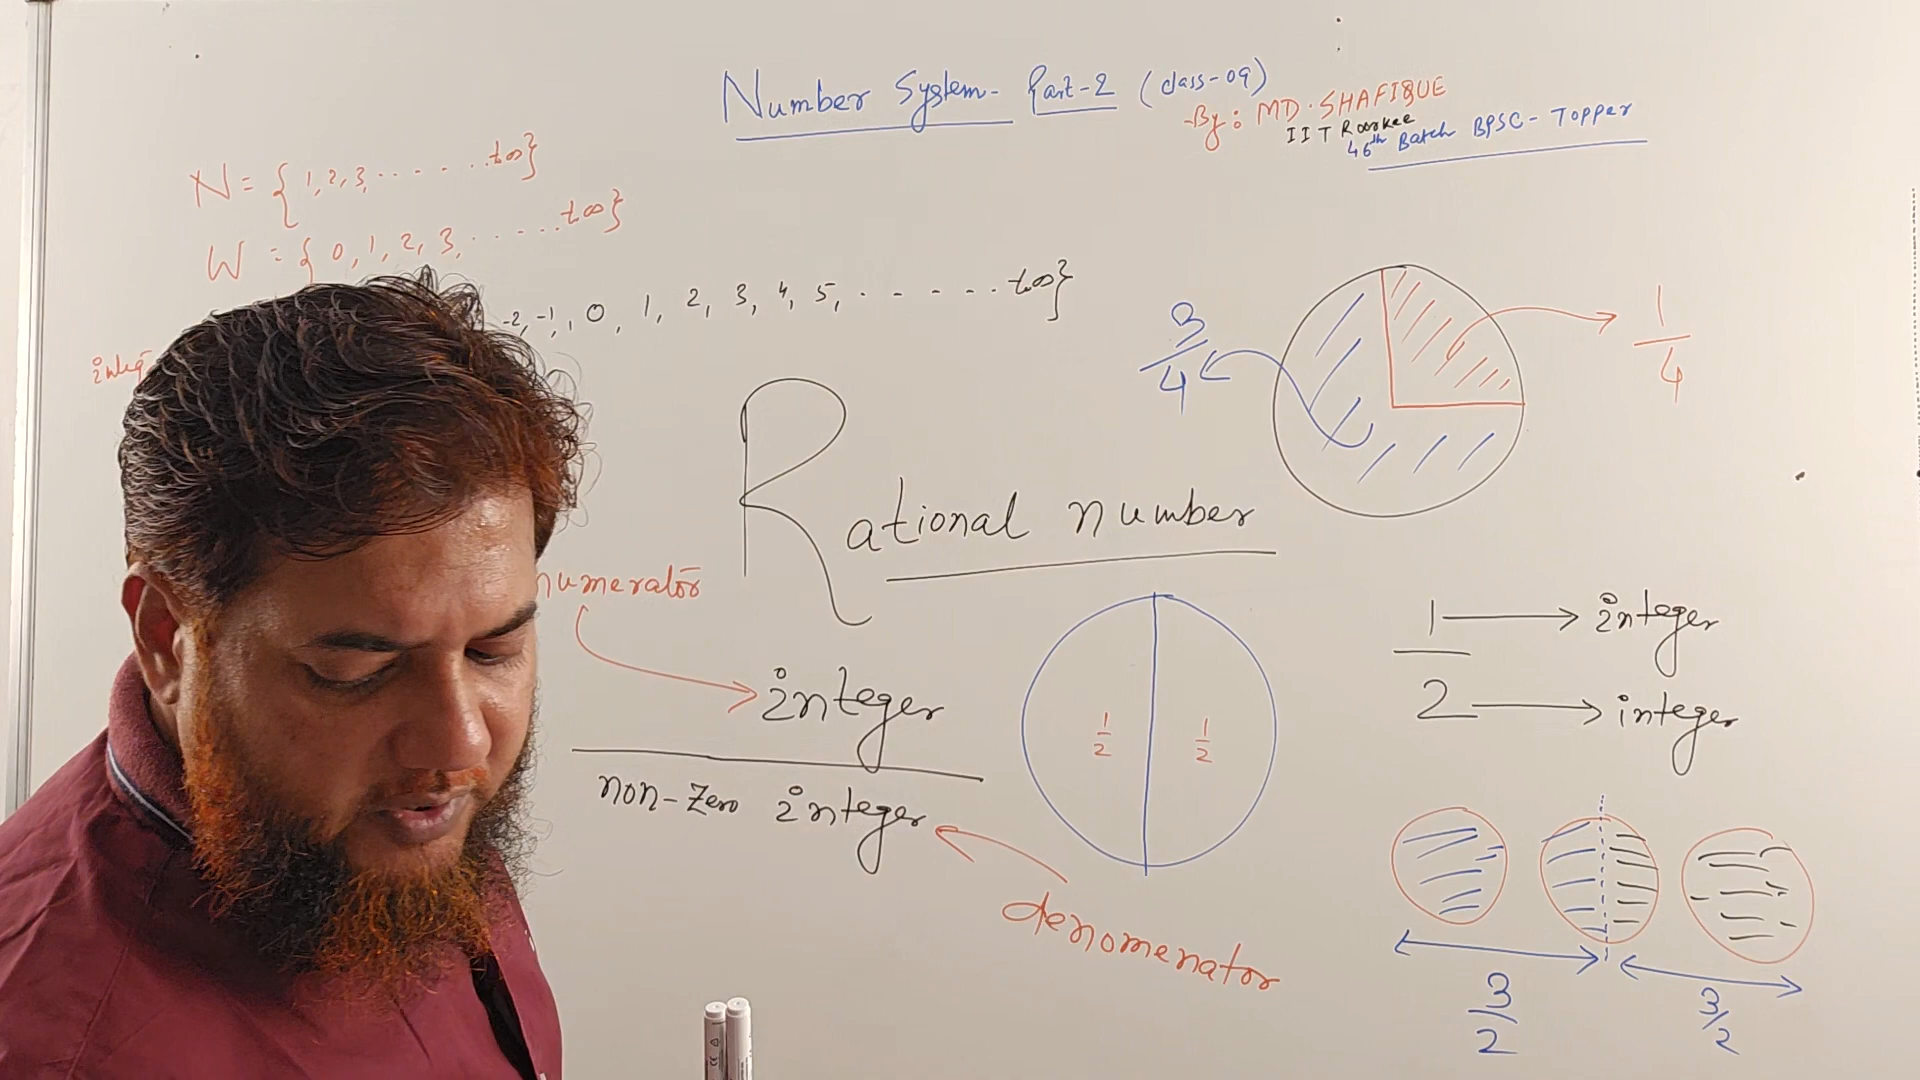 Number System- Part-2 (class-09)
-By: MD. SHAFIQUE
IIT Roorkee
46th Batch BPSC - Topper
N = { 1, 2, 3, ........ to ∞}
W = { 0, 1, 2, 3, ........ to ∞}
-2, -1, 0, 1, 2, 3, 4, 5, - - - - - - to ∞}
3/4
1/4
Rational number
numerator
integer
non-Zero integer
denomenator
1/2
1/2
1 → integer
2 → integer
3/2
3/2